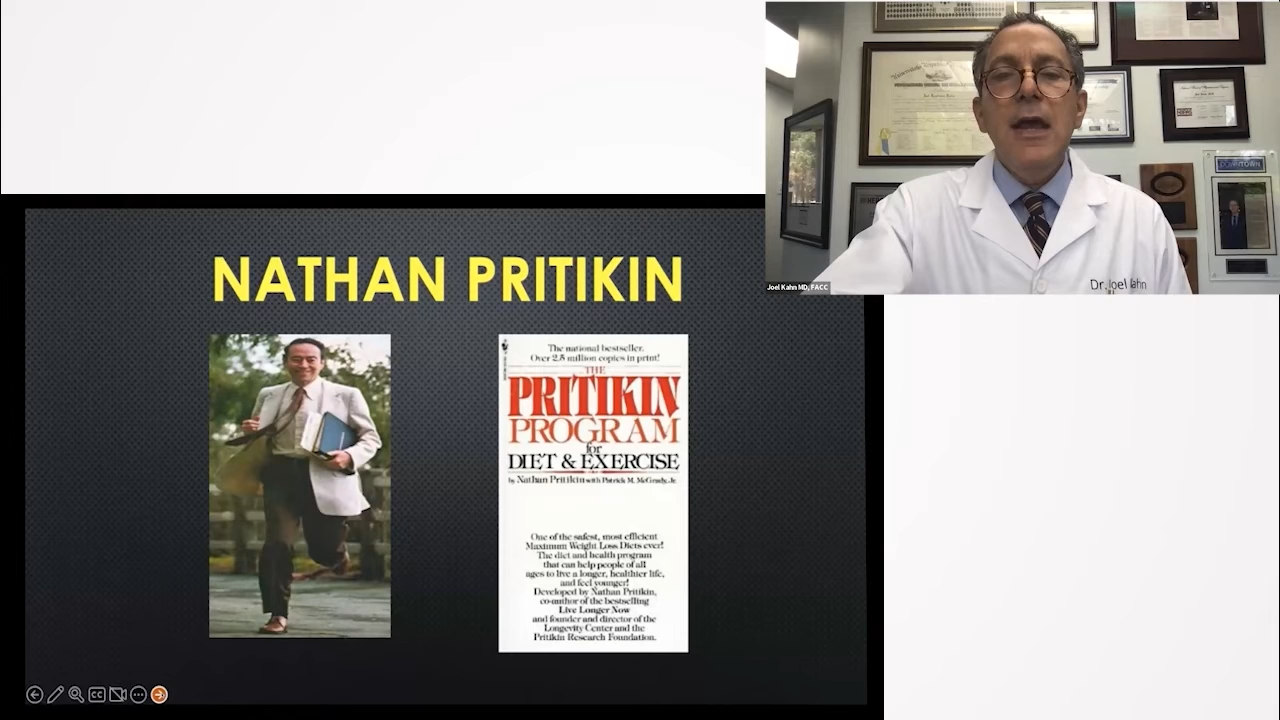 NATHAN PRITIKIN
The national bestseller.
Over 2.5 million copies in print!
THE
PRITIKIN
PROGRAM
for
DIET & EXERCISE
by Nathan Pritikin with Patrick M. McGrady, Jr.
One of the safest, most efficient
Maximum Weight Loss Diets ever!
The diet and health program
that can help people of all
ages to live a longer, healthier life,
and feel younger!
Developed by Nathan Pritikin,
co-author of the bestselling
Live Longer Now
and founder and director of the
Longevity Center and the
Pritikin Research Foundation.
Joel Kahn MD, FACC
Dr. Joel Kahn
DOWNTOWN
CC